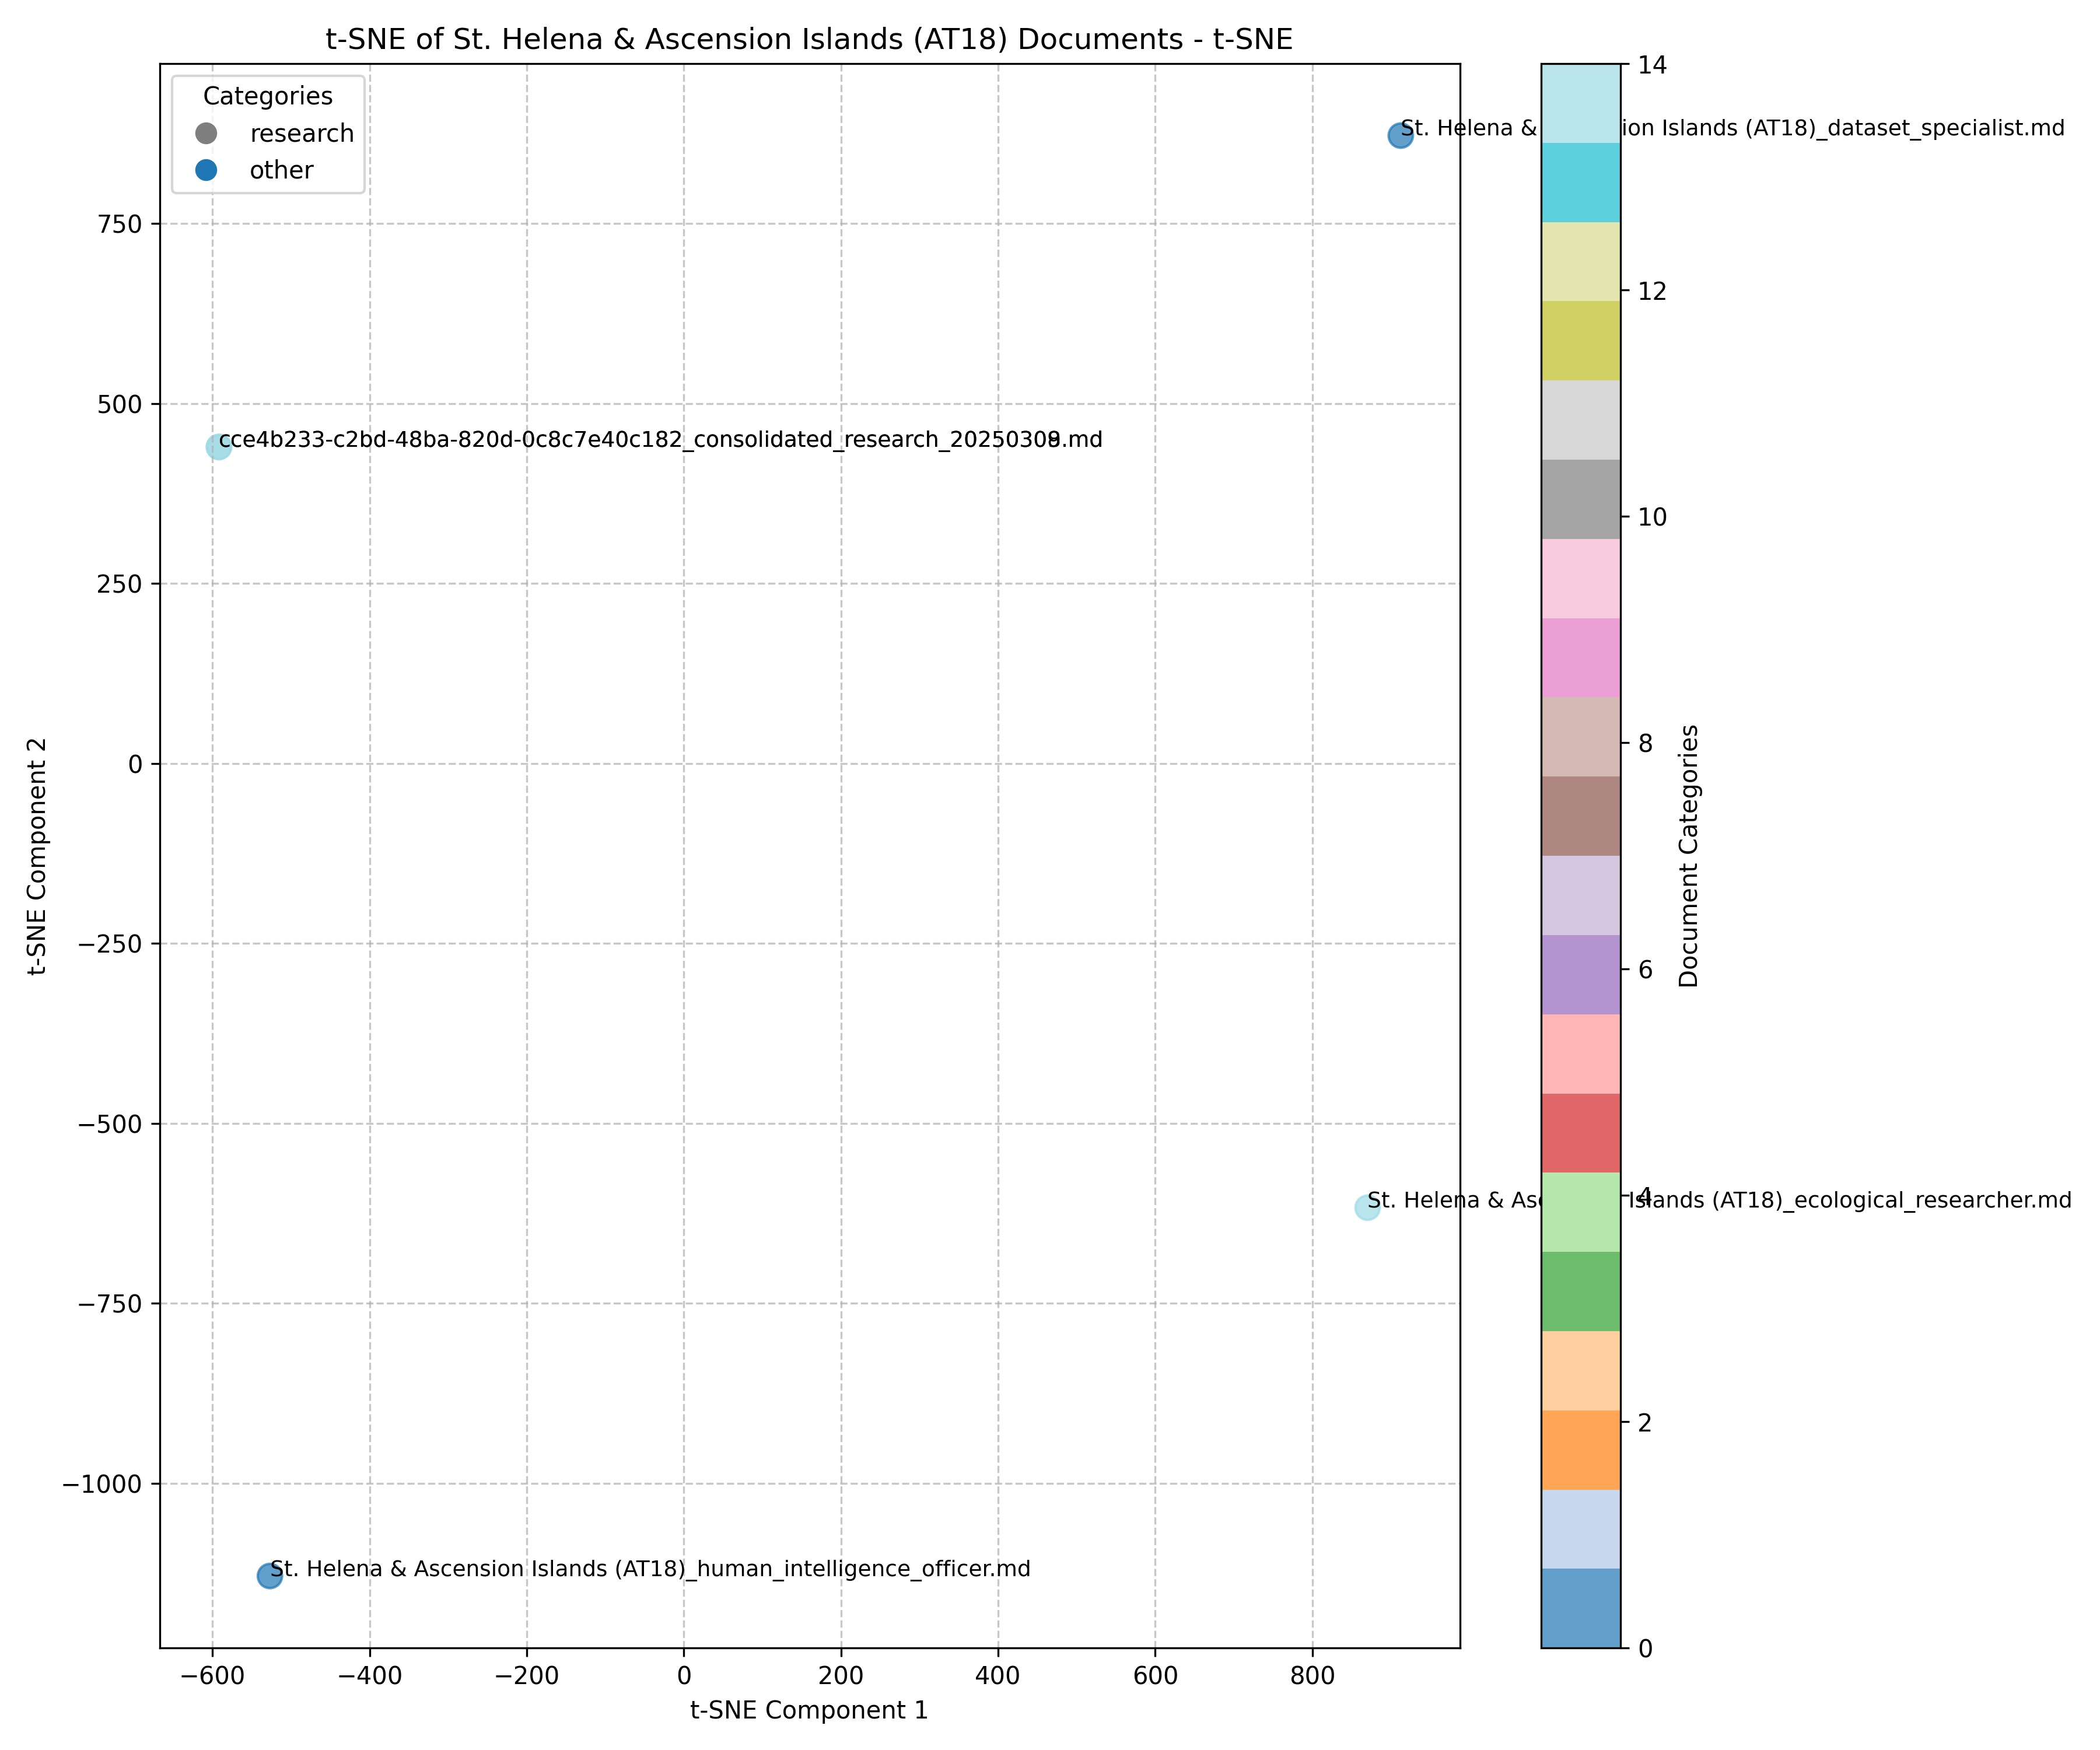 t-SNE of St. Helena & Ascension Islands (AT18) Documents - t-SNE
Categories
research
other
St. Helena & ion Islands (AT18)_dataset_specialist.md
cce4b233-c2bd-48ba-820d-0c8c7e40c182_consolidated_research_2025030
St. Helena & As Islands (AT18)_ecological_researcher.md
St. Helena & Ascension Islands (AT18)_human_intelligence_officer.md
750
500
250
0
−250
−500
−750
−1000
t-SNE Component 2
−600
−400
−200
0
200
400
600
800
t-SNE Component 1
14
12
10
8
6
4
2
0
Document Categories